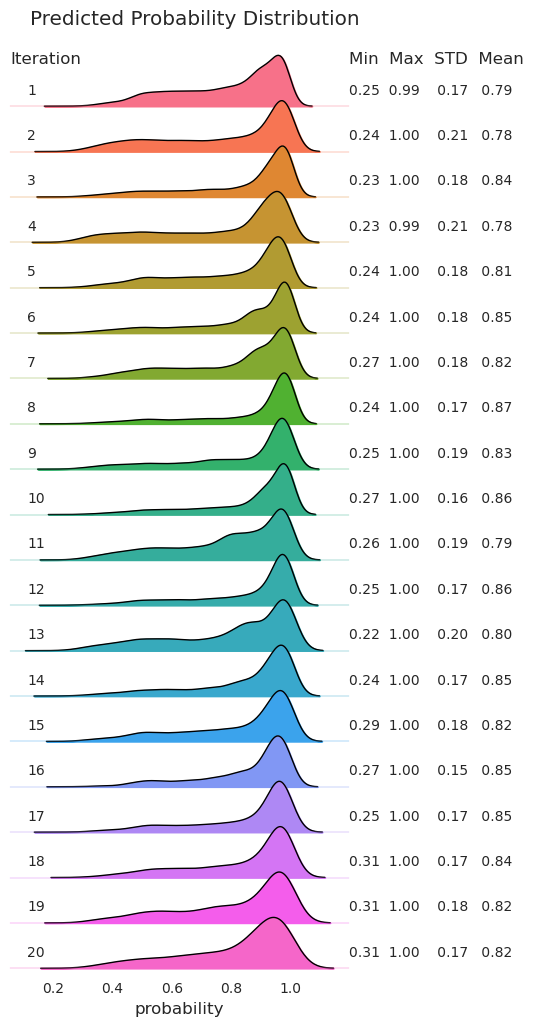 Predicted Probability Distribution
Iteration Min Max STD Mean
1 0.25 0.99 0.17 0.79
2 0.24 1.00 0.21 0.78
3 0.23 1.00 0.18 0.84
4 0.23 0.99 0.21 0.78
5 0.24 1.00 0.18 0.81
6 0.24 1.00 0.18 0.85
7 0.27 1.00 0.18 0.82
8 0.24 1.00 0.17 0.87
9 0.25 1.00 0.19 0.83
10 0.27 1.00 0.16 0.86
11 0.26 1.00 0.19 0.79
12 0.25 1.00 0.17 0.86
13 0.22 1.00 0.20 0.80
14 0.24 1.00 0.17 0.85
15 0.29 1.00 0.18 0.82
16 0.27 1.00 0.15 0.85
17 0.25 1.00 0.17 0.85
18 0.31 1.00 0.17 0.84
19 0.31 1.00 0.18 0.82
20 0.31 1.00 0.17 0.82
0.2 0.4 0.6 0.8 1.0
probability